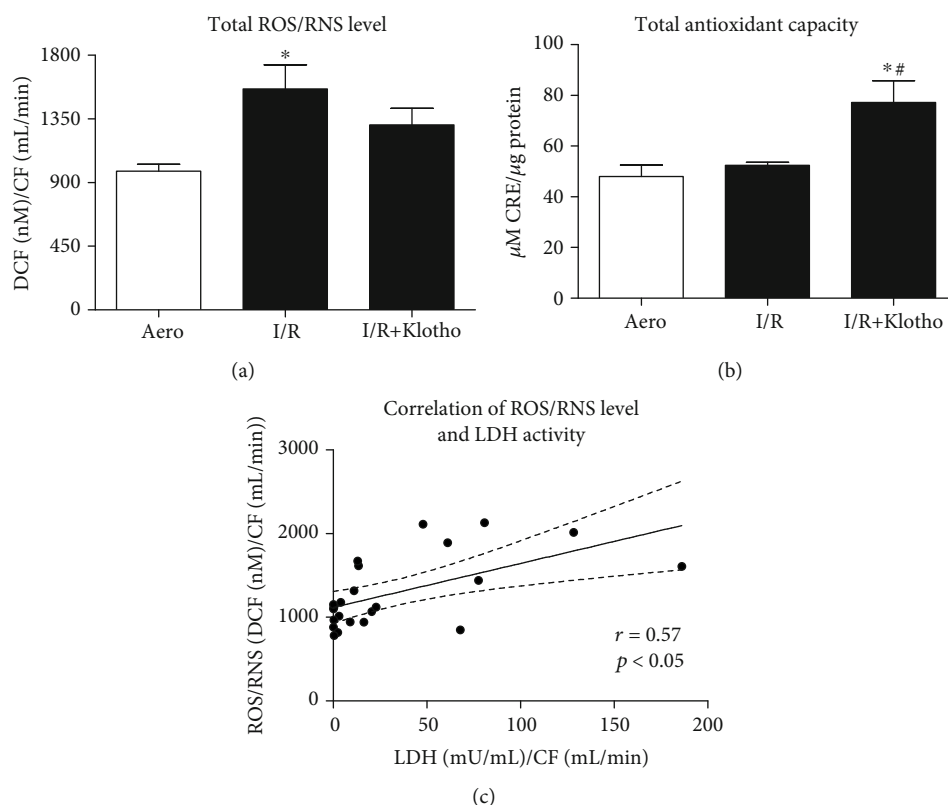 Total ROS/RNS level
DCF (nM)/CF (mL/min)
1800
1350
900
450
0
*
Aero
I/R
I/R+Klotho
(a)
Total antioxidant capacity
μM CRE/μg protein
100
80
60
40
20
0
*#
Aero
I/R
I/R+Klotho
(b)
Correlation of ROS/RNS level
and LDH activity
ROS/RNS (DCF (nM)/CF (mL/min))
3000
2000
1000
0
r = 0.57
p < 0.05
0
50
100
150
200
LDH (mU/mL)/CF (mL/min)
(c)